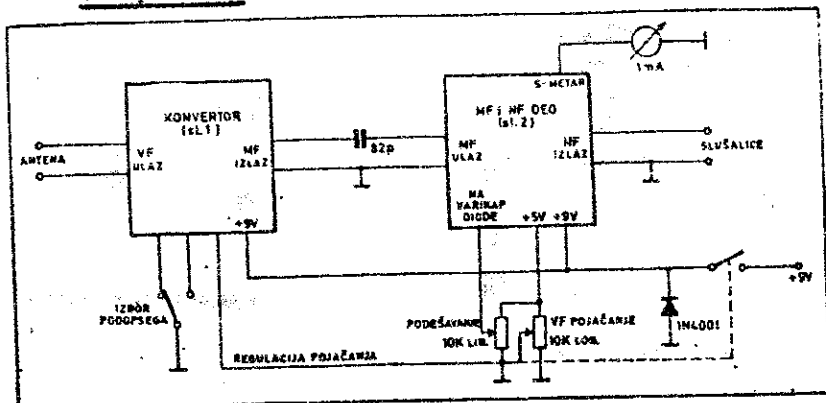 1 mA
S-METAR
KONVERTOR
(sl.1)
MF i NF DEO
(sl.2)
ANTENA
VF
ULAZ
MF
IZLAZ
82p
MF
ULAZ
NF
IZLAZ
SLUŠALICE
+9V
NA
VARIKAP
DIODE
+5V
+9V
+9V
IZBOR
PODOPSEGA
PODEŠAVANJE
10K LIN.
VF POJAČANJE
10K LOG.
1N4001
REGULACIJA POJAČANJA